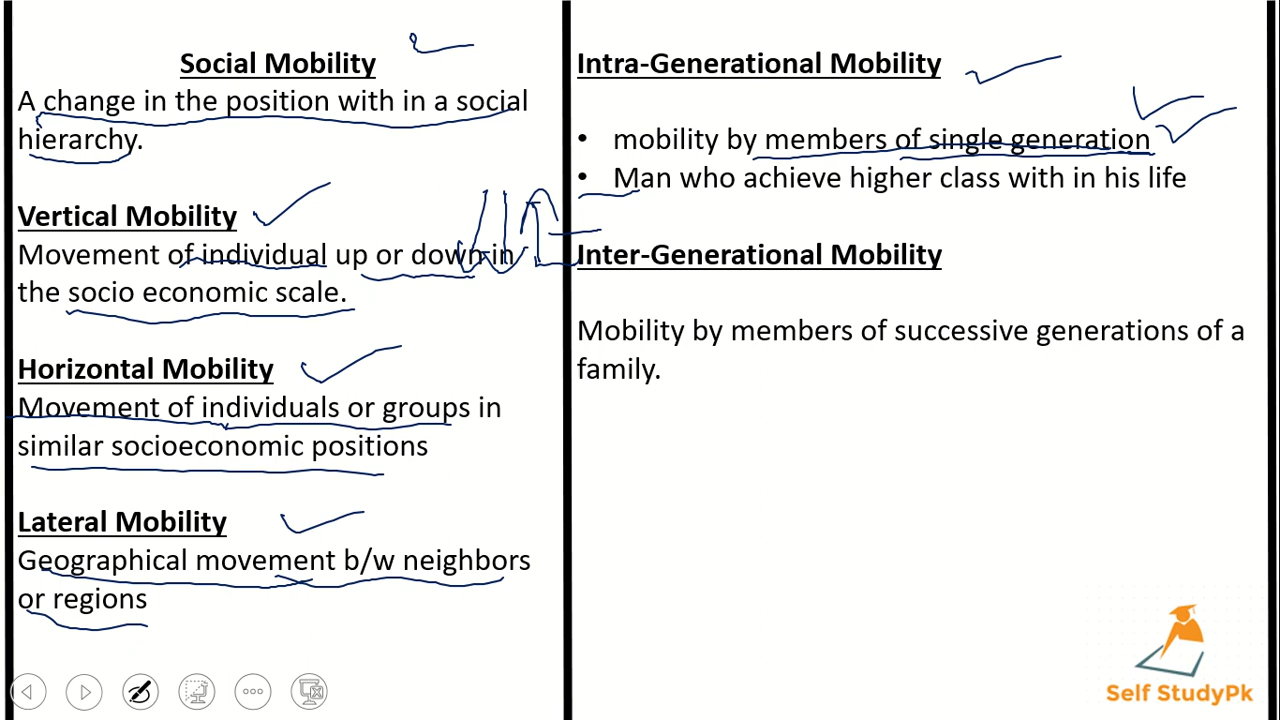 Social Mobility
A change in the position with in a social
hierarchy.
Vertical Mobility
Movement of individual up or down in
the socio economic scale.
Horizontal Mobility
Movement of individuals or groups in
similar socioeconomic positions
Lateral Mobility
Geographical movement b/w neighbors
or regions
Intra-Generational Mobility
• mobility by members of single generation
• Man who achieve higher class with in his life
Inter-Generational Mobility
Mobility by members of successive generations of a
family.
Self StudyPk